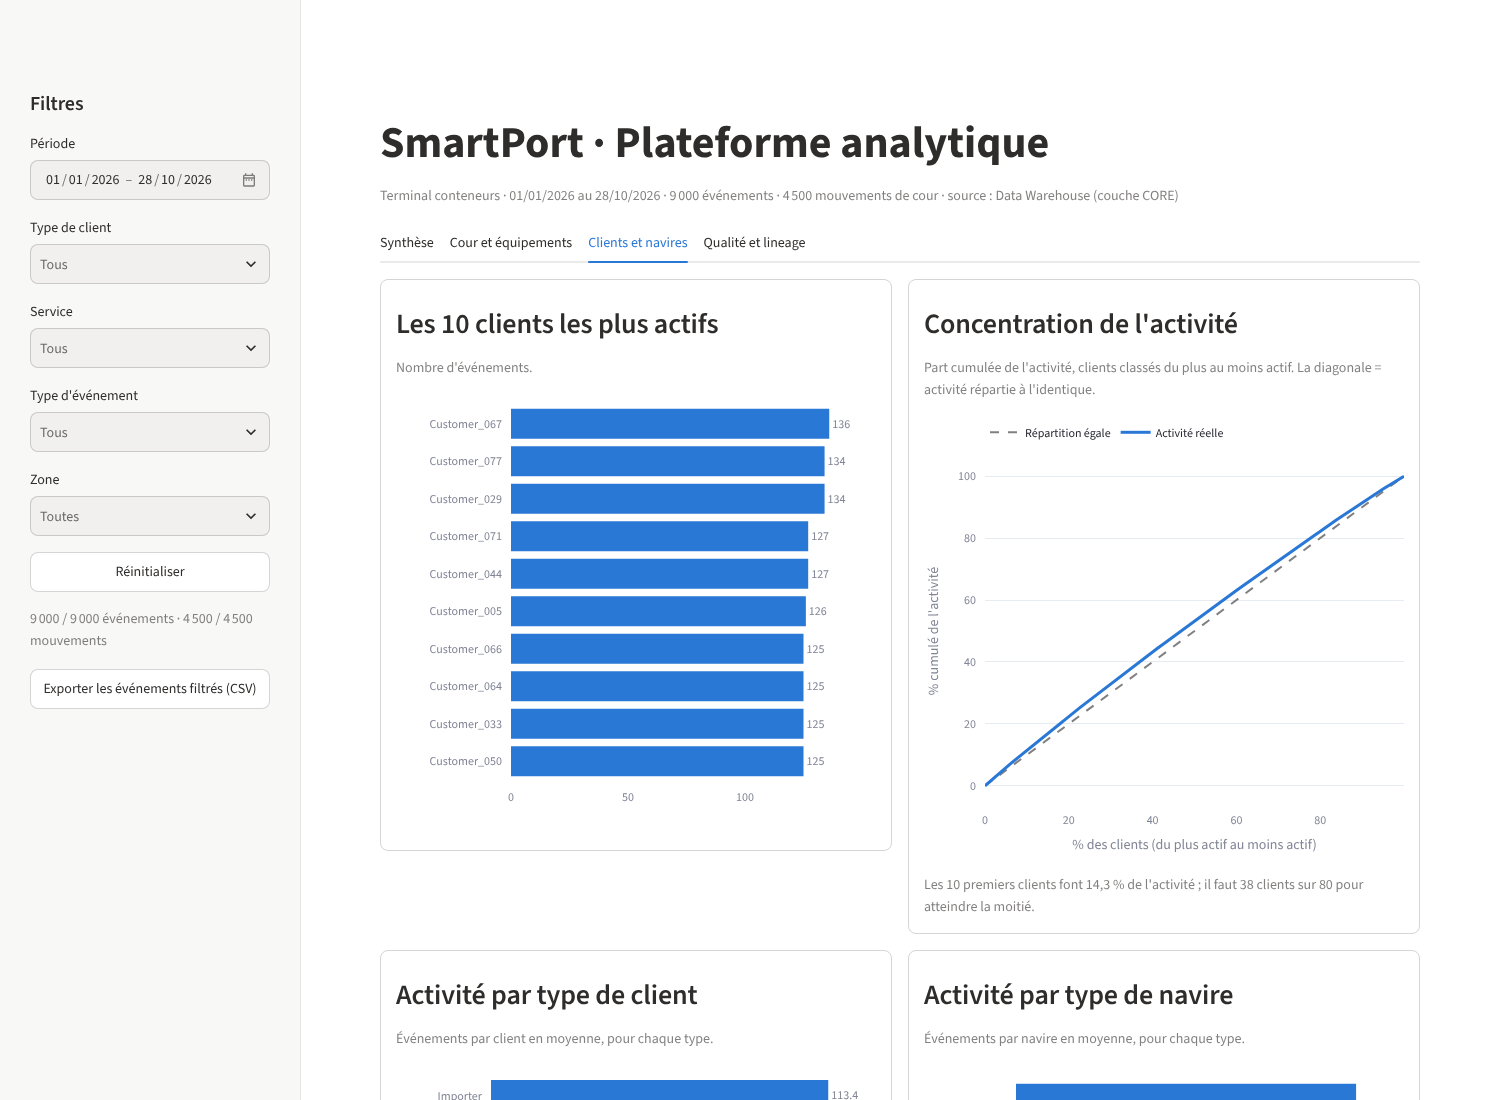 Filtres
Période
01 / 01 / 2026 – 28 / 10 / 2026
Type de client
Tous
Service
Tous
Type d'événement
Tous
Zone
Toutes
Réinitialiser
9 000 / 9 000 événements · 4 500 / 4 500
mouvements
Exporter les événements filtrés (CSV)
SmartPort · Plateforme analytique
Terminal conteneurs · 01/01/2026 au 28/10/2026 · 9 000 événements · 4 500 mouvements de cour · source : Data Warehouse (couche CORE)
Synthèse Cour et équipements Clients et navires Qualité et lineage
Les 10 clients les plus actifs
Nombre d'événements.
Customer_067 136
Customer_077 134
Customer_029 134
Customer_071 127
Customer_044 127
Customer_005 126
Customer_066 125
Customer_064 125
Customer_033 125
Customer_050 125
0 50 100
Concentration de l'activité
Part cumulée de l'activité, clients classés du plus au moins actif. La diagonale =
activité répartie à l'identique.
Répartition égale Activité réelle
% cumulé de l'activité
100
80
60
40
20
0
0 20 40 60 80
% des clients (du plus actif au moins actif)
Les 10 premiers clients font 14,3 % de l'activité ; il faut 38 clients sur 80 pour
atteindre la moitié.
Activité par type de client
Événements par client en moyenne, pour chaque type.
Importer 113.4
Activité par type de navire
Événements par navire en moyenne, pour chaque type.